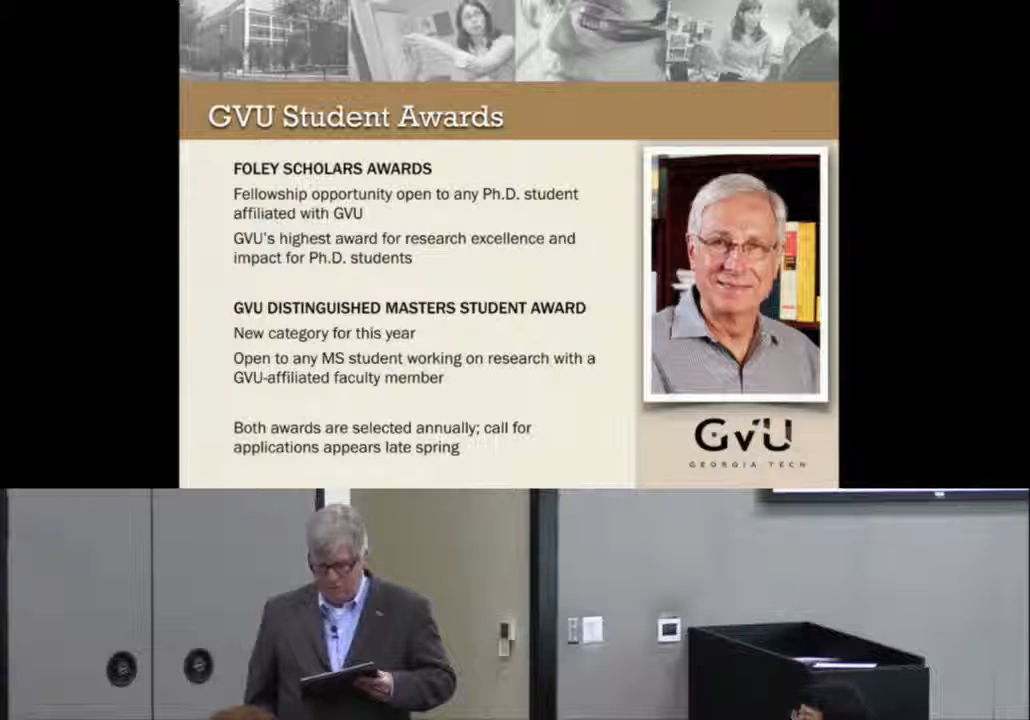 GVU Student Awards
FOLEY SCHOLARS AWARDS
Fellowship opportunity open to any Ph.D. student
affiliated with GVU
GVU's highest award for research excellence and
impact for Ph.D. students
GVU DISTINGUISHED MASTERS STUDENT AWARD
New category for this year
Open to any MS student working on research with a
GVU-affiliated faculty member
Both awards are selected annually; call for
applications appears late spring
GVU
GEORGIA TECH